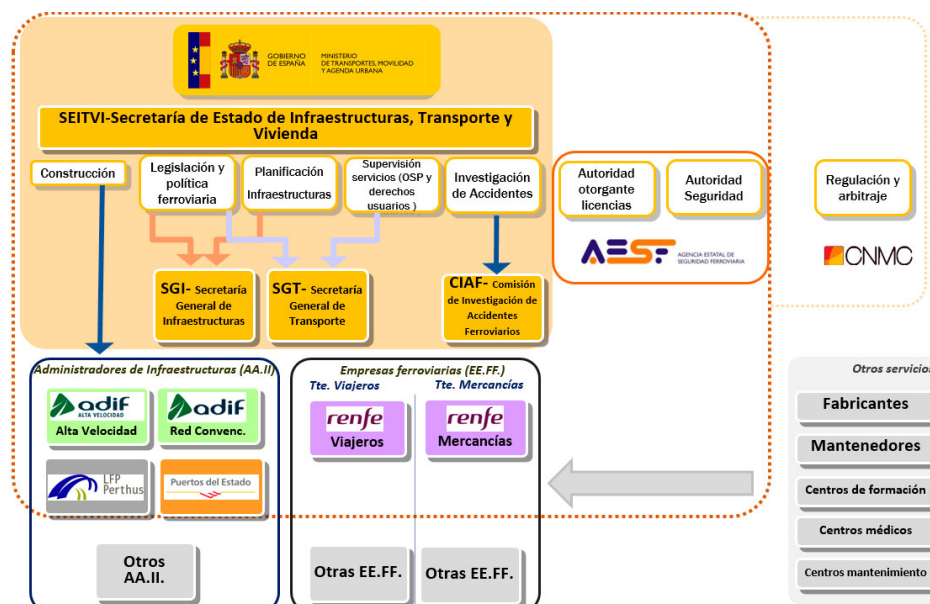 GOBIERNO
DE ESPAÑA
MINISTERIO
DE TRANSPORTES, MOVILIDAD
Y AGENDA URBANA
SEITVI-Secretaría de Estado de Infraestructuras, Transporte y
Vivienda
Construcción
Legislación y
política
ferroviaria
Planificación
Infraestructuras
Supervisión
servicios (OSP y
derechos
usuarios )
Investigación
de Accidentes
Autoridad
otorgante
licencias
Autoridad
Seguridad
Regulación y
arbitraje
AESF
AGENCIA ESTATAL DE
SEGURIDAD FERROVIARIA
CNMC
SGI- Secretaría
General de
Infraestructuras
SGT- Secretaría
General de
Transporte
CIAF- Comisión
de Investigación de
Accidentes
Ferroviarios
Administradores de Infraestructuras (AA.II)
adif
ALTA VELOCIDAD
Alta Velocidad
adif
Red Convenc.
LFP
Perthus
Puertos del Estado
Otros
AA.II.
Empresas ferroviarias (EE.FF.)
Tte. Viajeros
Tte. Mercancías
renfe
Viajeros
renfe
Mercancías
Otras EE.FF.
Otras EE.FF.
Otros servicios
Fabricantes
Mantenedores
Centros de formación
Centros médicos
Centros mantenimiento